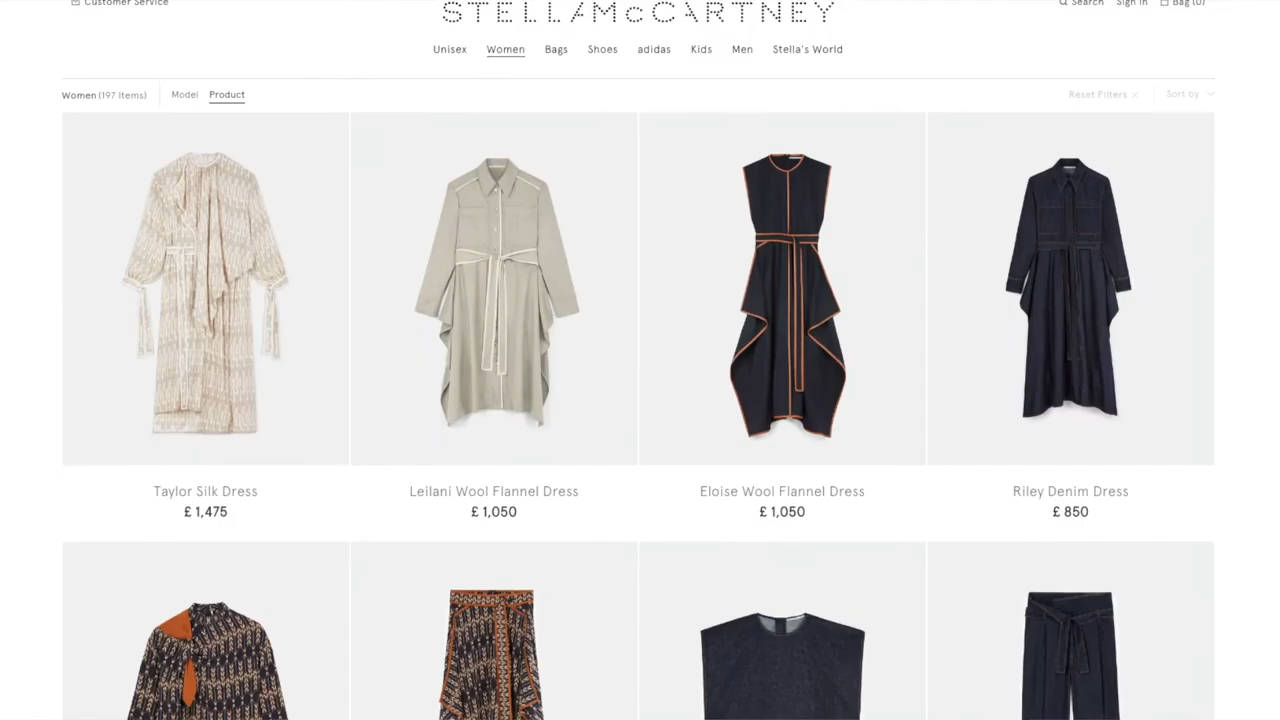 Customer Service
Search Sign in Bag (0)
STELLA McCARTNEY
Unisex Women Bags Shoes adidas Kids Men Stella's World
Women (197 Items) Model Product Reset Filters × Sort by
Taylor Silk Dress
£ 1,475
Leilani Wool Flannel Dress
£ 1,050
Eloise Wool Flannel Dress
£ 1,050
Riley Denim Dress
£ 850